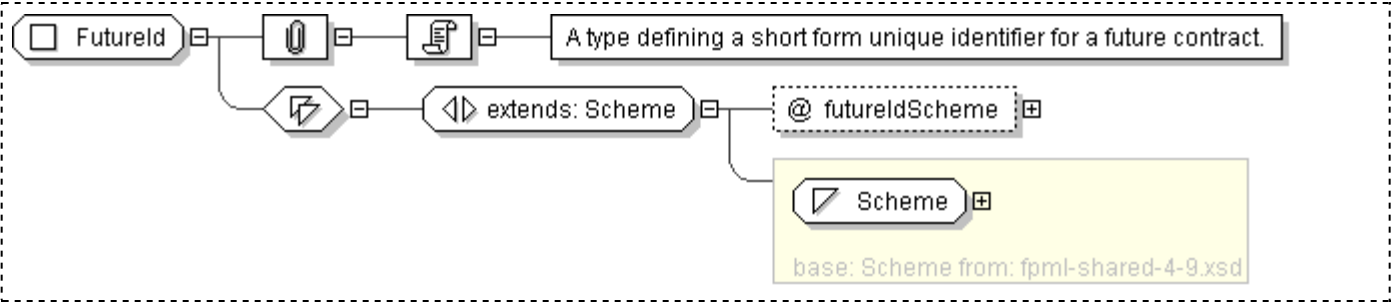 FutureId
A type defining a short form unique identifier for a future contract.
extends: Scheme
@ futureIdScheme
Scheme
base: Scheme from: fpml-shared-4-9.xsd